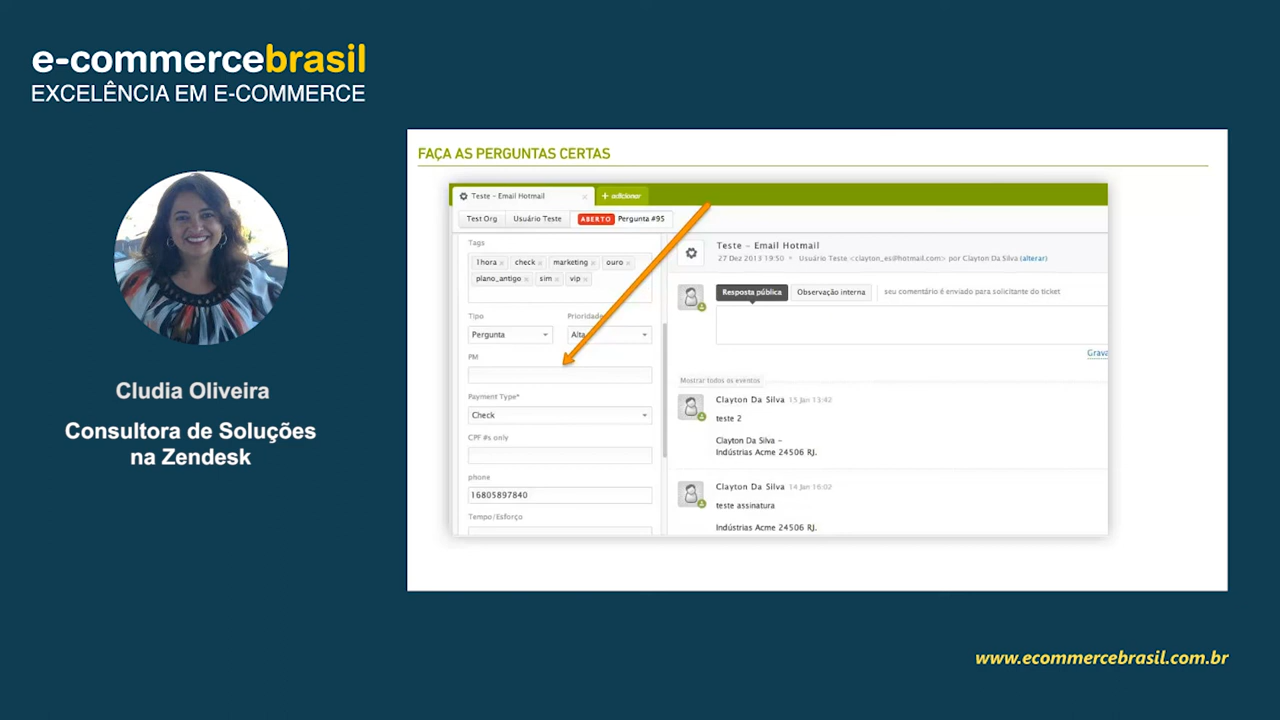 e-commercebrasil
EXCELÊNCIA EM E-COMMERCE
Cludia Oliveira
Consultora de Soluções
na Zendesk
FAÇA AS PERGUNTAS CERTAS
Teste - Email Hotmail ×
+ adicionar
Test Org
Usuário Teste
ABERTO Pergunta #95
Tags
1hora × check × marketing × ouro ×
plano_antigo × sim × vip ×
Tipo
Prioridade
Pergunta
Alta
PM
Payment Type*
Check
CPF #s only
phone
16805897840
Tempo/Esforço
Teste - Email Hotmail
27 Dez 2013 19:50 • Usuário Teste <clayton_es@hotmail.com> por Clayton Da Silva (alterar)
Resposta pública
Observação interna
seu comentário é enviado para solicitante do ticket
Grava
Mostrar todos os eventos
Clayton Da Silva 15 Jan 13:42
teste 2
Clayton Da Silva -
Indústrias Acme 24506 RJ.
Clayton Da Silva 14 Jan 16:02
teste assinatura
Indústrias Acme 24506 RJ.
www.ecommercebrasil.com.br